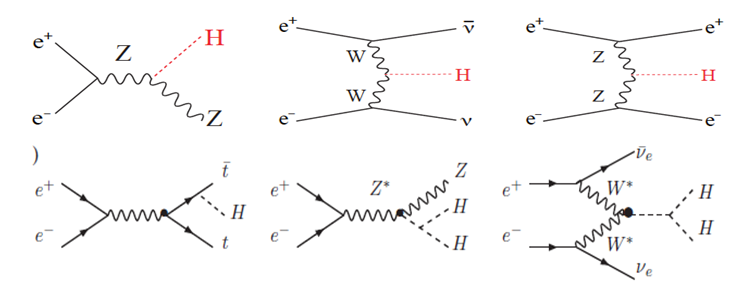 e⁺ Z H
e⁻ Z
e⁺ ν̄
W
H
W
e⁻ ν
e⁺ e⁺
Z
H
Z
e⁻ e⁻
)
e⁺ t̄
H
e⁻ t
e⁺ Z* Z
H
e⁻ H
ν̄ₑ
e⁺ W* H
e⁻ W* H
νₑ